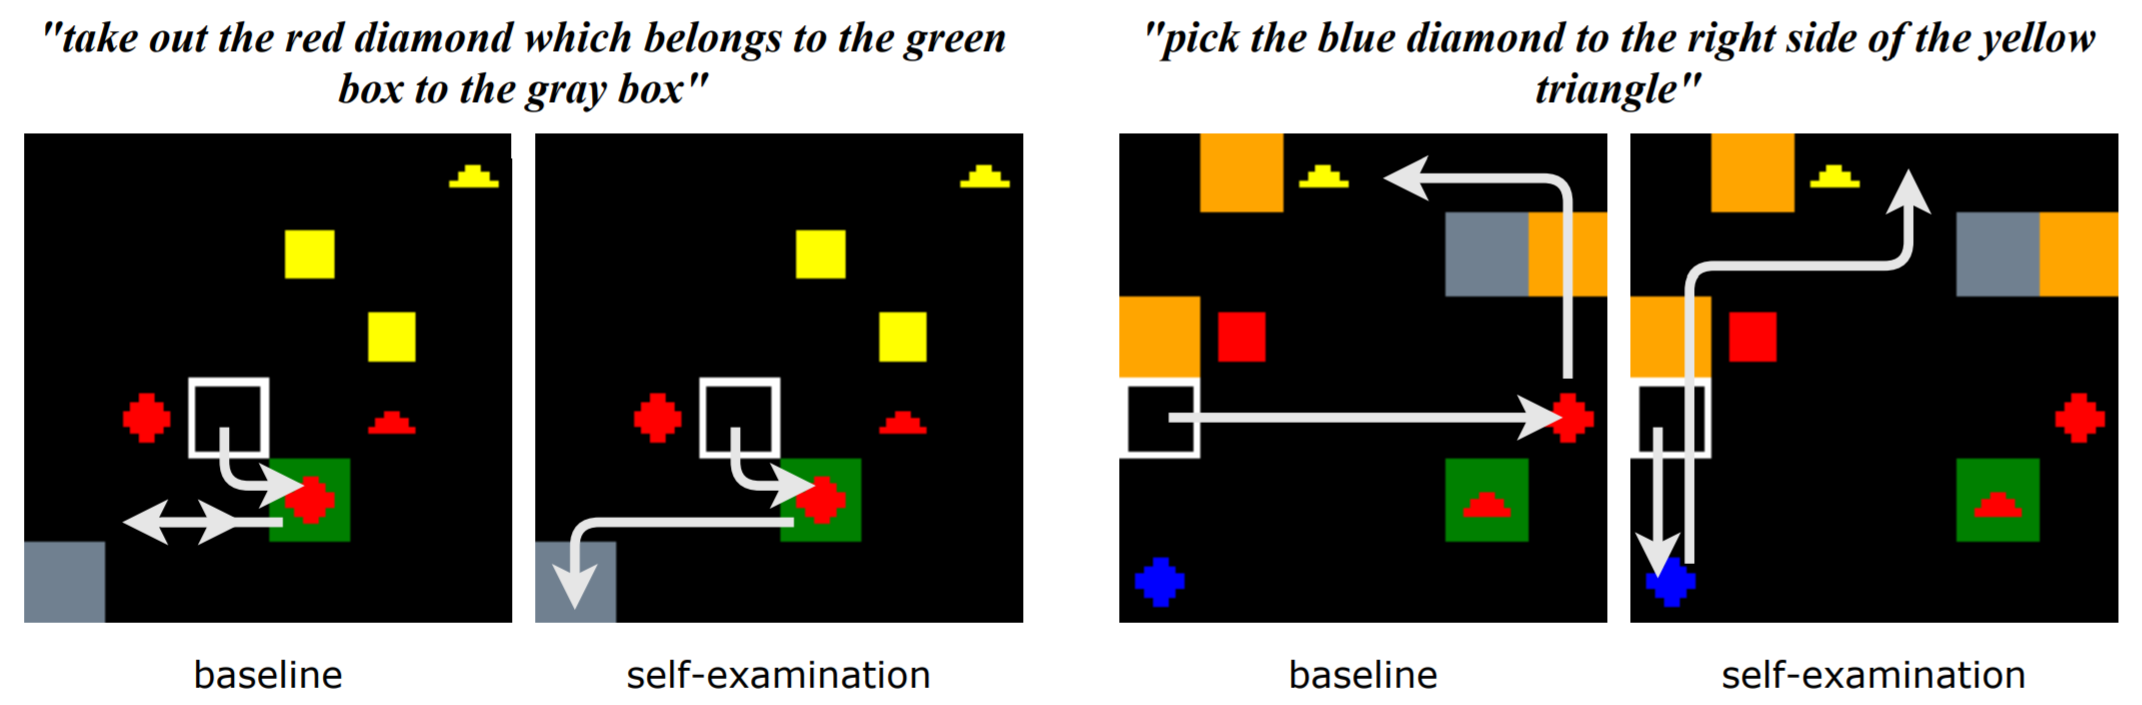 "take out the red diamond which belongs to the green
box to the gray box"
"pick the blue diamond to the right side of the yellow
triangle"
baseline
self-examination
baseline
self-examination